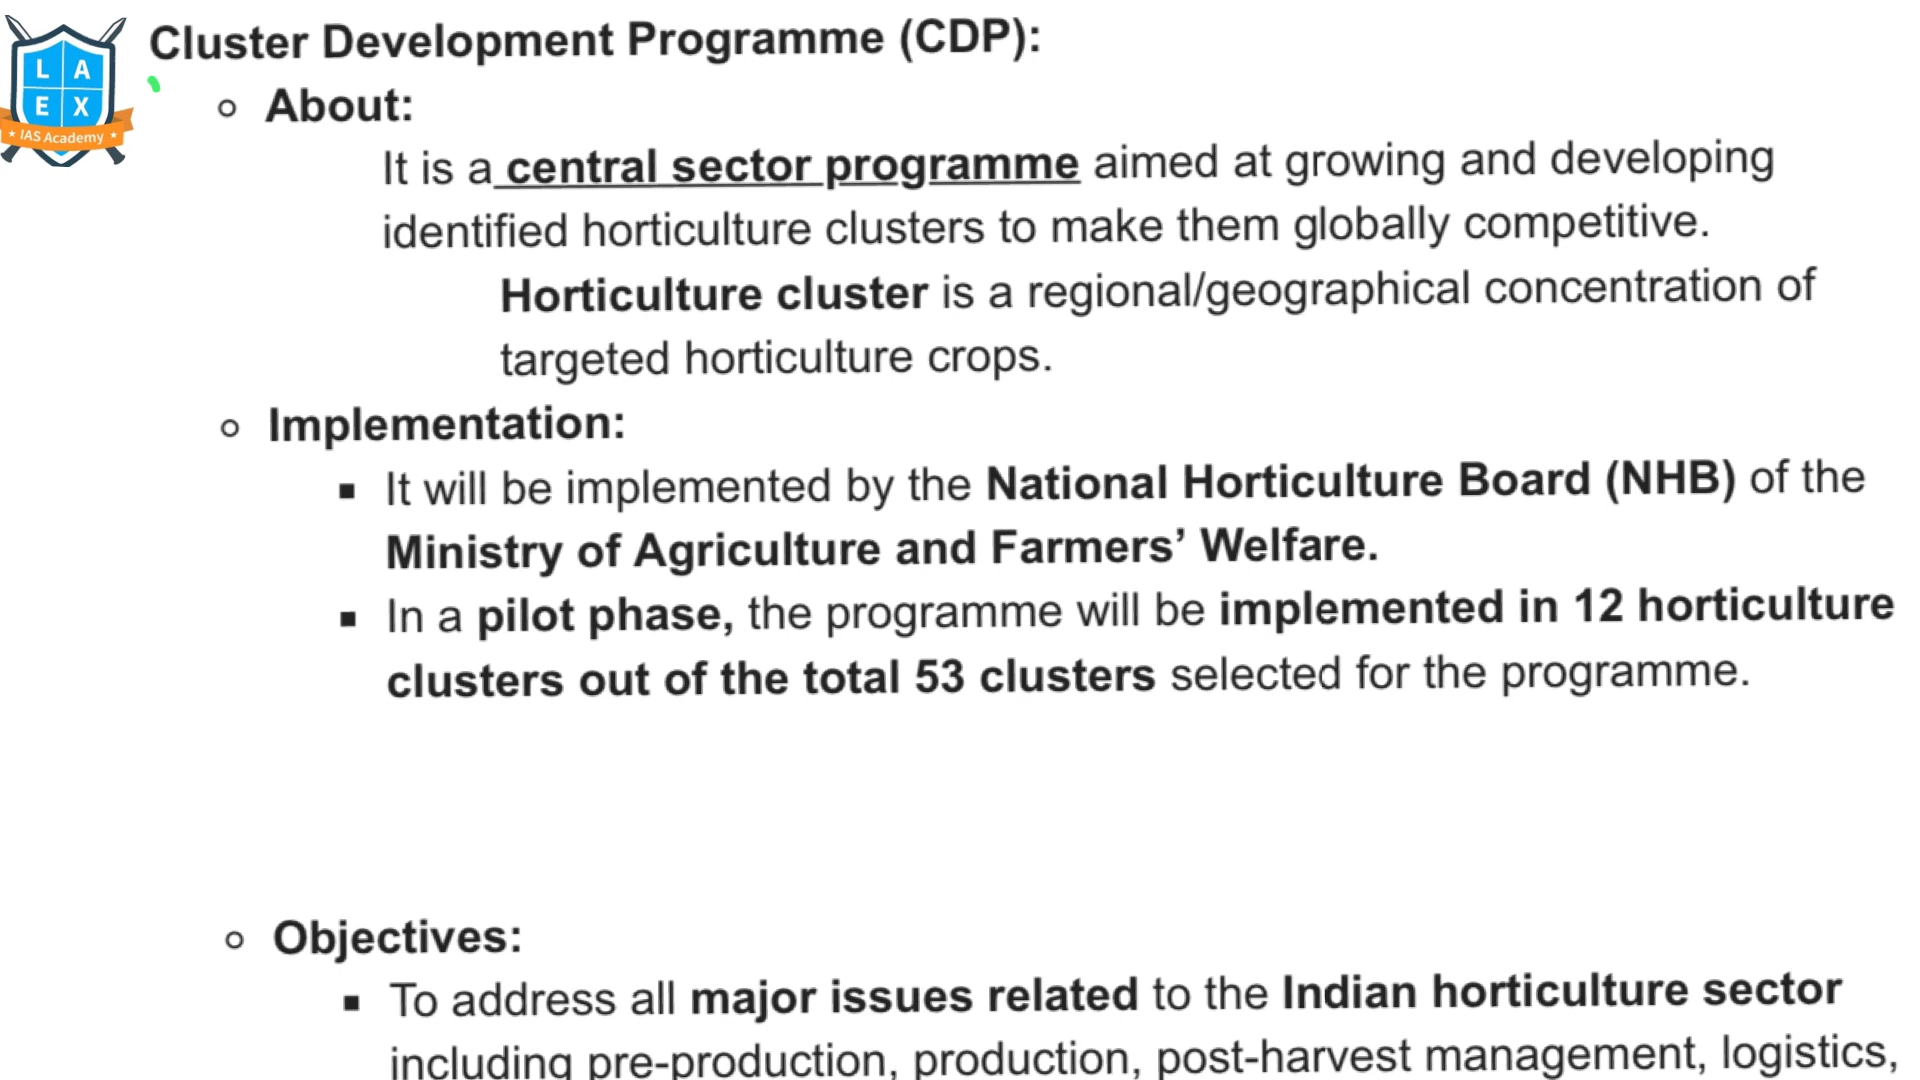 L A
E X
IAS Academy
Cluster Development Programme (CDP):
About:
It is a central sector programme aimed at growing and developing
identified horticulture clusters to make them globally competitive.
Horticulture cluster is a regional/geographical concentration of
targeted horticulture crops.
Implementation:
It will be implemented by the National Horticulture Board (NHB) of the
Ministry of Agriculture and Farmers’ Welfare.
In a pilot phase, the programme will be implemented in 12 horticulture
clusters out of the total 53 clusters selected for the programme.
Objectives:
To address all major issues related to the Indian horticulture sector
including pre-production, production, post-harvest management, logistics,